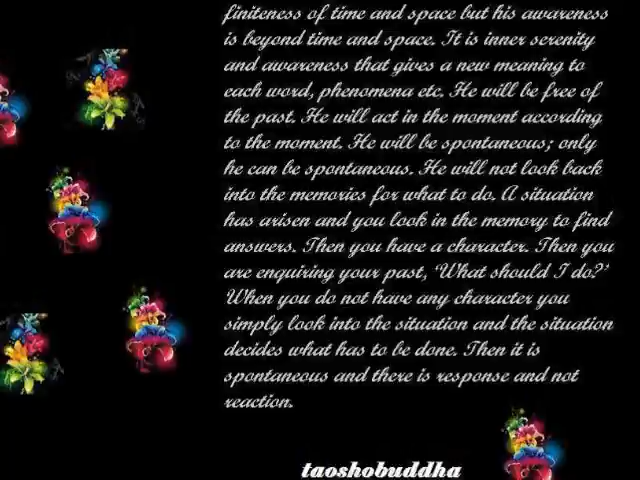 finiteness of time and space but his awareness
is beyond time and space. It is inner serenity
and awareness that gives a new meaning to
each word, phenomena etc. He will be free of
the past. He will act in the moment according
to the moment. He will be spontaneous; only
he can be spontaneous. He will not look back
into the memories for what to do. A situation
has arisen and you look in the memory to find
answers. Then you have a character. Then you
are enquiring your past, 'What should I do?'
When you do not have any character you
simply look into the situation and the situation
decides what has to be done. Then it is
spontaneous and there is response and not
reaction.
taoshobuddha